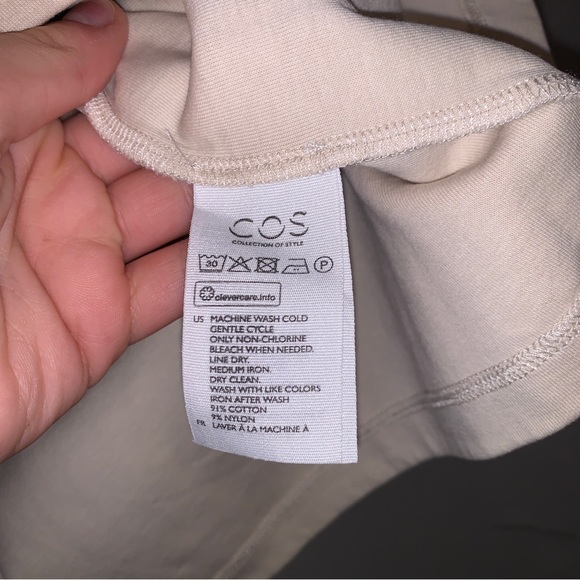 COS
COLLECTION OF STYLE
30 P
clevercare.info
US MACHINE WASH COLD
GENTLE CYCLE
ONLY NON-CHLORINE
BLEACH WHEN NEEDED.
LINE DRY.
MEDIUM IRON.
DRY CLEAN.
WASH WITH LIKE COLORS
IRON AFTER WASH
91% COTTON
9% NYLON
FR LAVER À LA MACHINE À